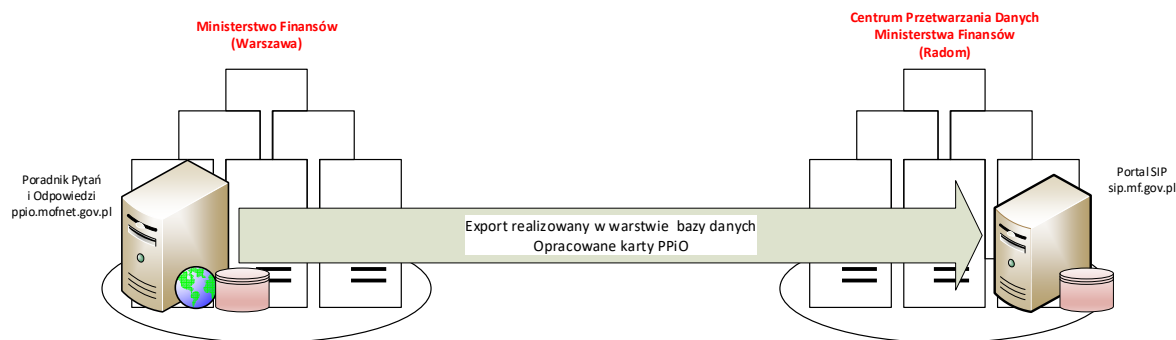 Ministerstwo Finansów
(Warszawa)
Centrum Przetwarzania Danych
Ministerstwa Finansów
(Radom)
Poradnik Pytań
i Odpowiedzi
ppio.mofnet.gov.pl
Portal SIP
sip.mf.gov.pl
Export realizowany w warstwie bazy danych
Opracowane karty PPiO